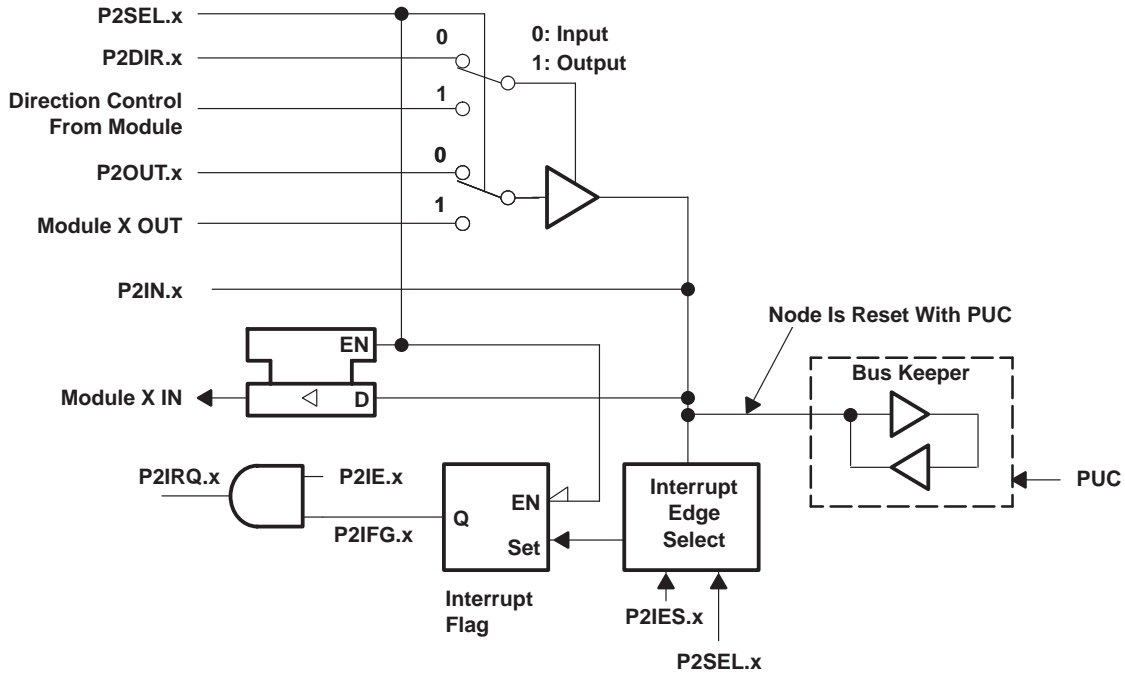 P2SEL.x
0
0: Input
1: Output
P2DIR.x
1
Direction Control
From Module
0
P2OUT.x
1
Module X OUT
P2IN.x
Node Is Reset With PUC
EN
Bus Keeper
Module X IN
D
P2IRQ.x
P2IE.x
PUC
Interrupt
Edge
Select
EN
Q
P2IFG.x
Set
Interrupt
Flag
P2IES.x
P2SEL.x